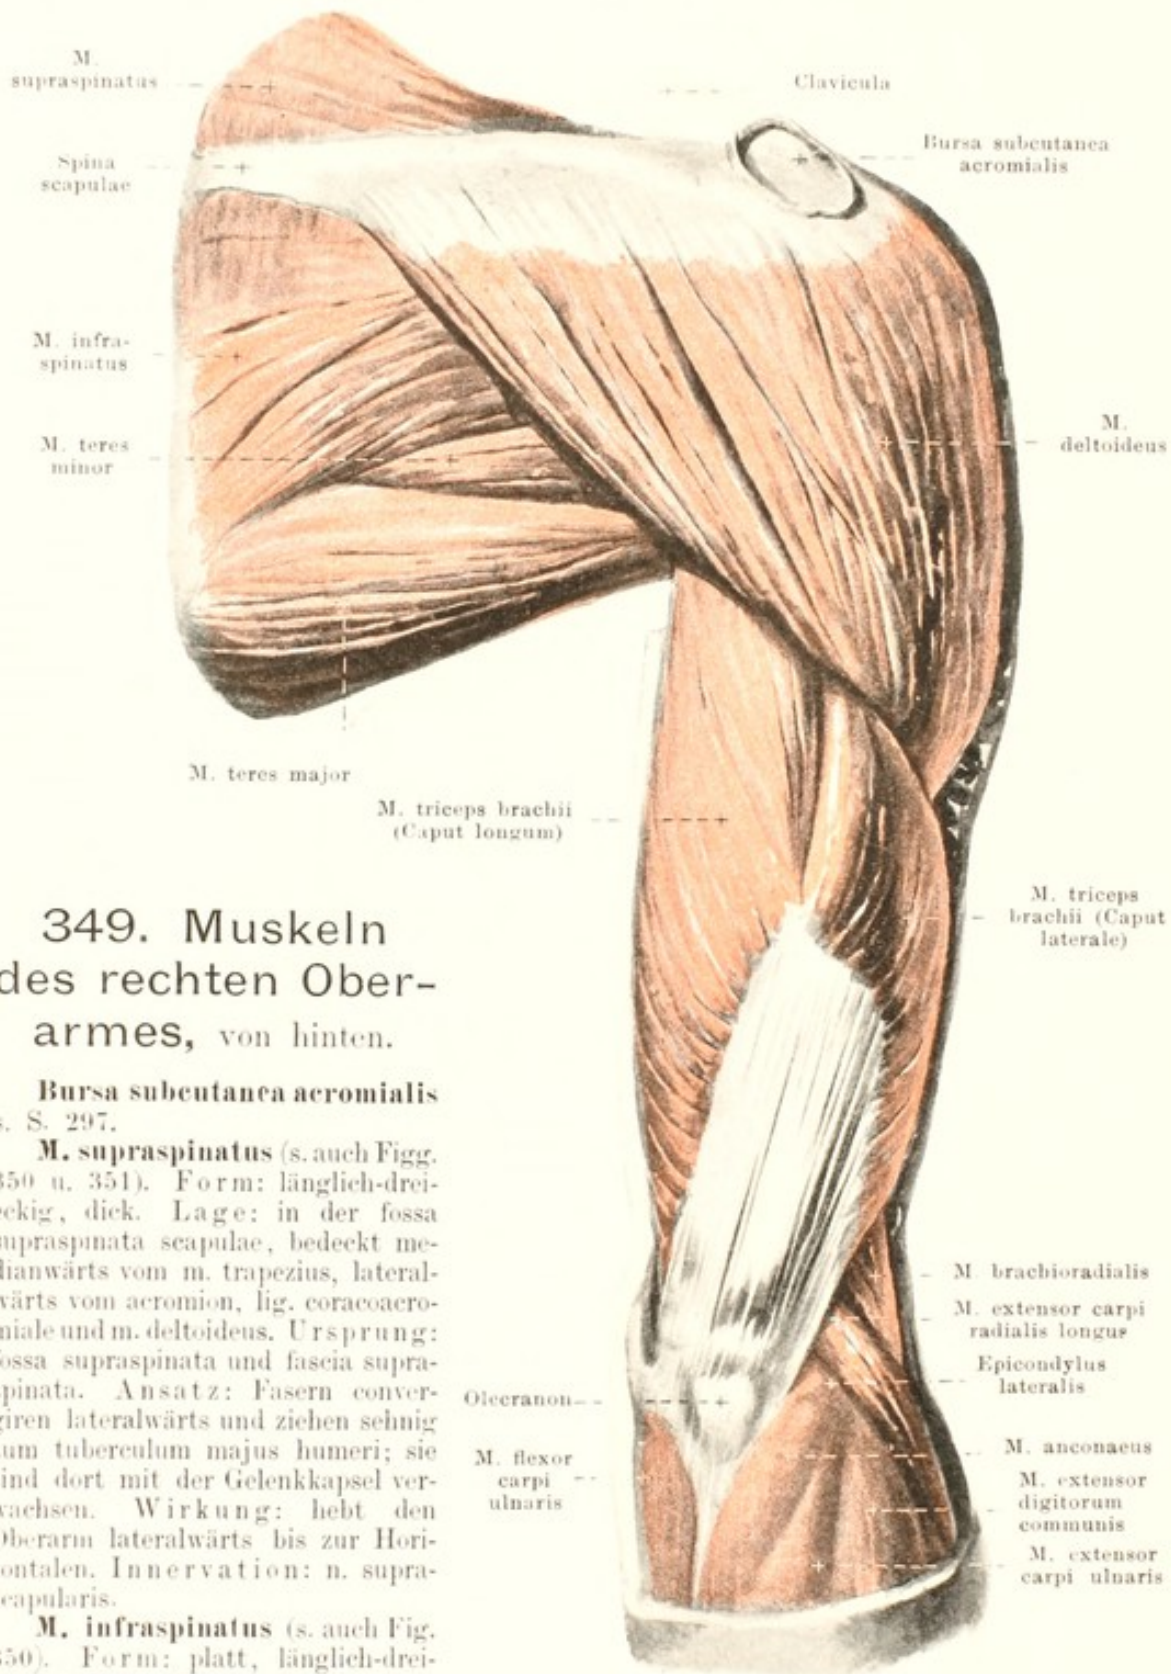 M.
supraspinatus
Clavicula
Bursa subcutanea
acromialis
Spina
scapulae
M. infra-
spinatus
M.
deltoideus
M. teres
minor
M. teres major
M. triceps brachii
(Caput longum)
M. triceps
brachii (Caput
laterale)
349. Muskeln
des rechten Ober-
armes, von hinten.
Bursa subcutanea acromialis
s. S. 297.
M. supraspinatus (s. auch Figg.
350 u. 351). Form: länglich-drei-
eckig, dick. Lage: in der fossa
supraspinata scapulae, bedeckt me-
dianwärts vom m. trapezius, lateral-
wärts vom acromion, lig. coracoacro-
miale und m. deltoideus. Ursprung:
fossa supraspinata und fascia supra-
spinata. Ansatz: Fasern conver-
giren lateralwärts und ziehen sehnig
zum tuberculum majus humeri; sie
sind dort mit der Gelenkkapsel ver-
wachsen. Wirkung: hebt den
Oberarm lateralwärts bis zur Hori-
zontalen. Innervation: n. supra-
scapularis.
M. infraspinatus (s. auch Fig.
350). Form: platt, länglich-drei-
M. brachioradialis
M. extensor carpi
radialis longus
Epicondylus
lateralis
Olecranon
M. anconaeus
M. flexor
carpi
ulnaris
M. extensor
digitorum
communis
M. extensor
carpi ulnaris